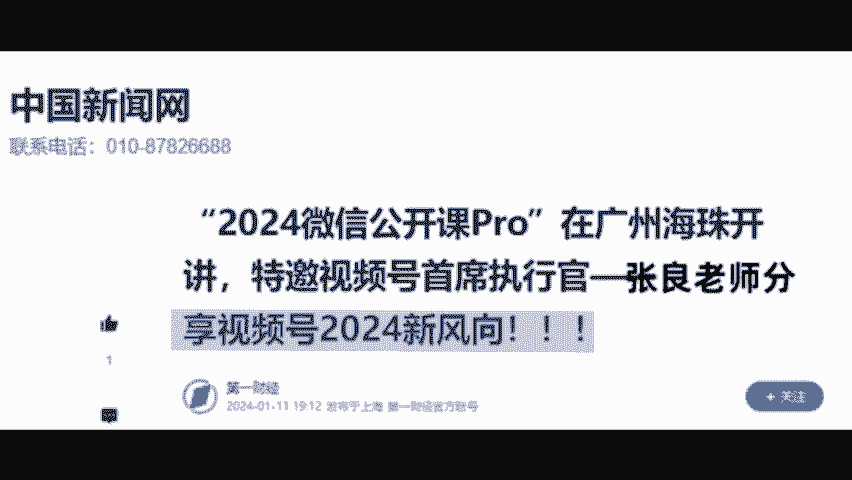 中国新闻网
联系电话：010-87826688
“2024微信公开课Pro”在广州海珠开
讲，特邀视频号首席执行官—张良老师分
享视频号2024新风向！！！
1
第一财经
2024-01-11 19:12 发布于上海 第一财经官方账号
+ 关注